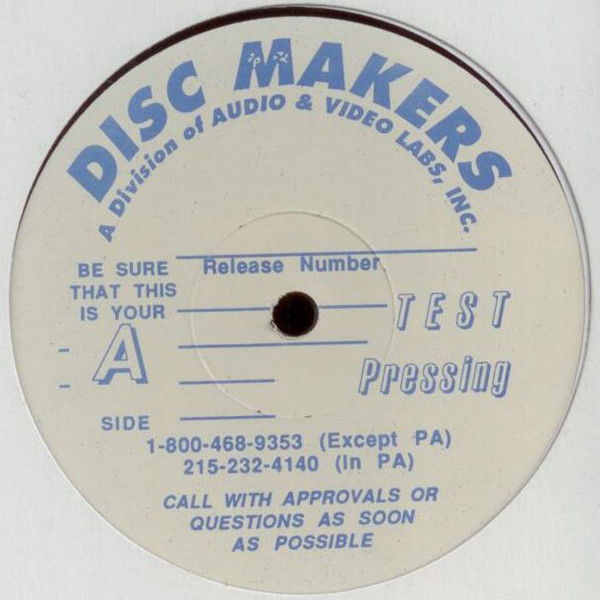 DISC MAKERS
A Division of AUDIO & VIDEO LABS, INC.
BE SURE
THAT THIS
IS YOUR
A
SIDE
Release Number
TEST
Pressing
1-800-468-9353 (Except PA)
215-232-4140 (In PA)
CALL WITH APPROVALS OR
QUESTIONS AS SOON
AS POSSIBLE